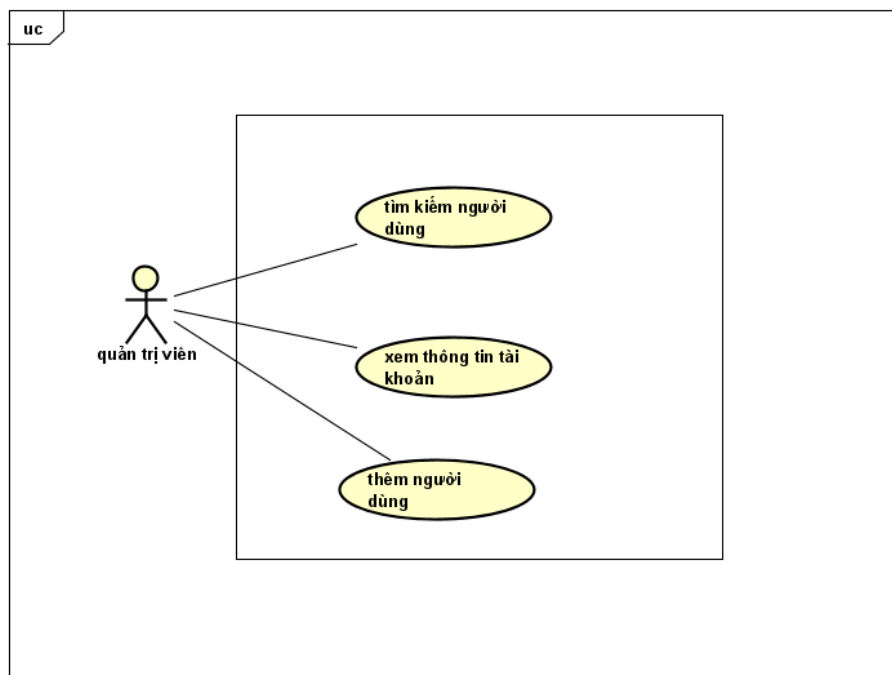 uc
tìm kiếm người
dùng
quản trị viên
xem thông tin tài
khoản
thêm người
dùng